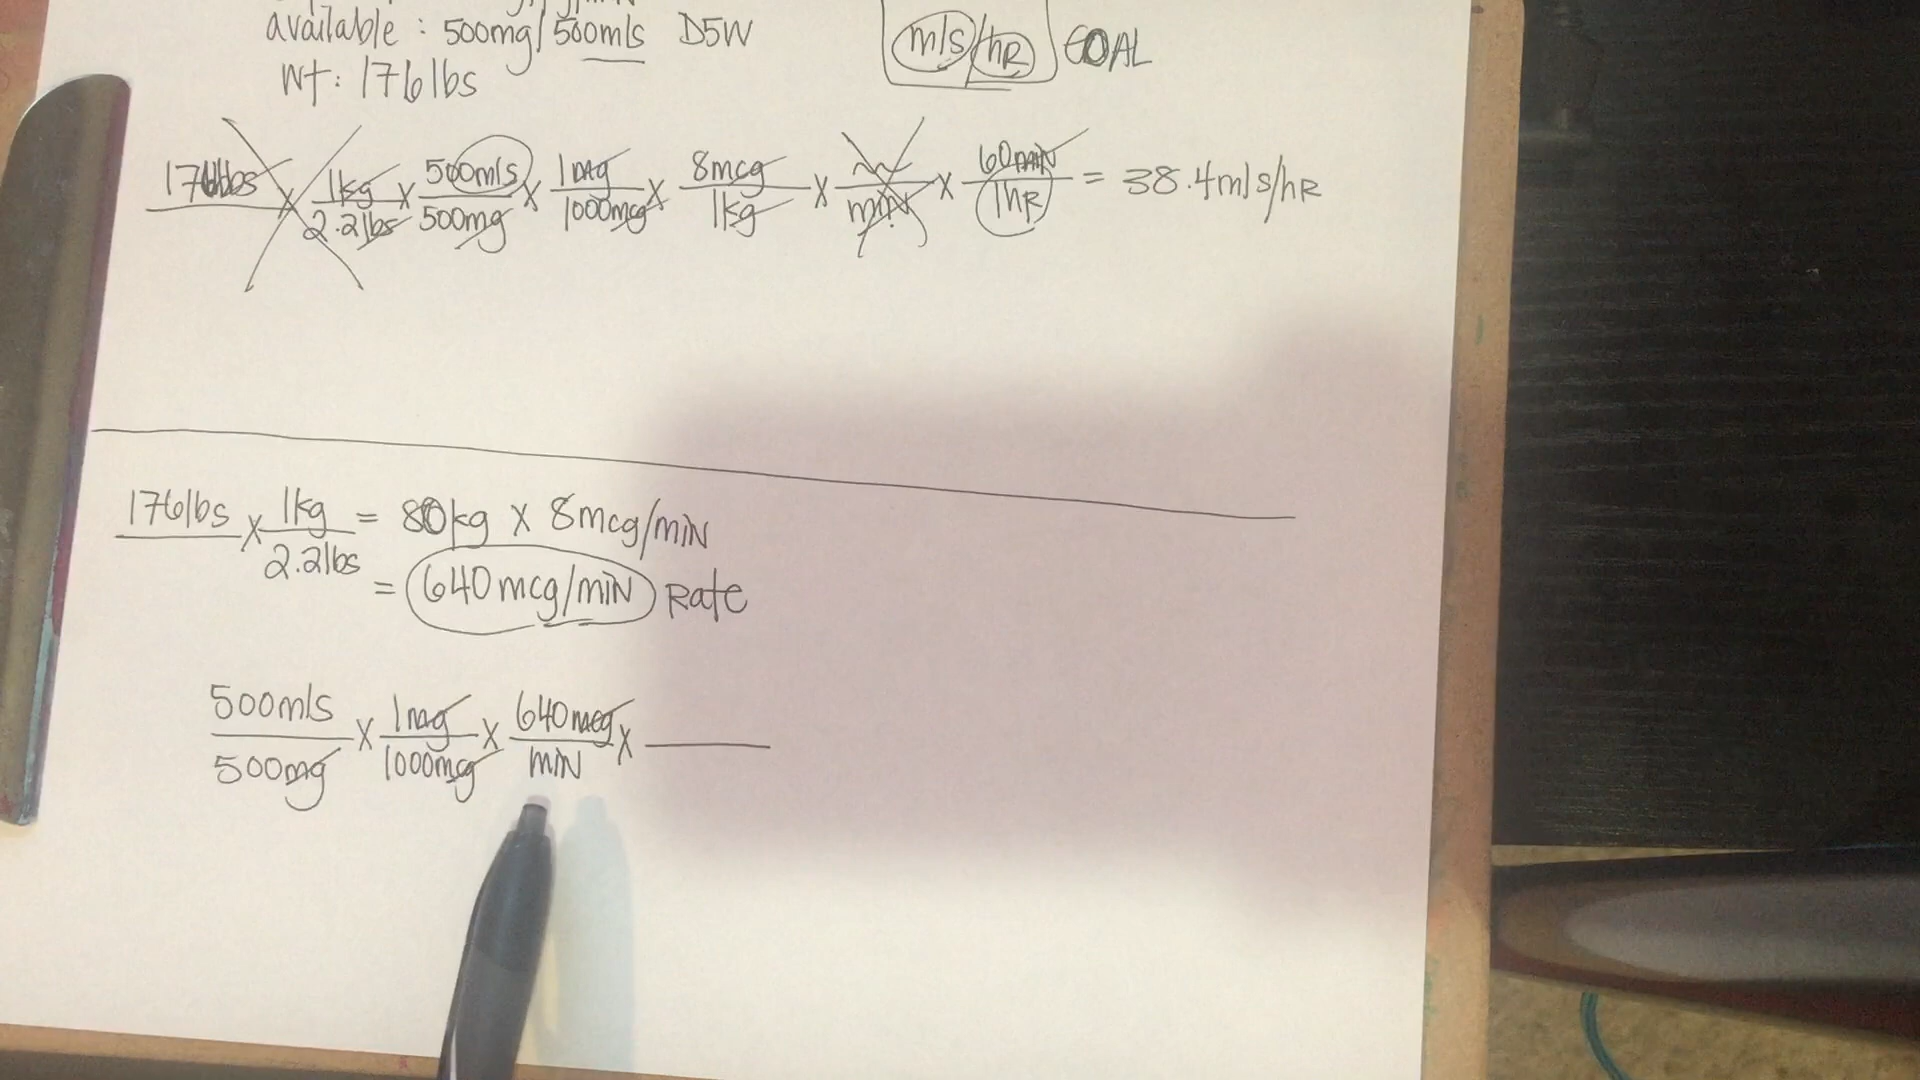 available : 500mg/500mls D5W
mls/hR GOAL
Wt: 176lbs
176lbs X 1kg/2.2lbs X 500mls/500mg X 1mg/1000mcg X 8mcg/1kg X /min X 60min/1hR = 38.4mls/hR
176lbs X 1kg/2.2lbs = 80kg X 8mcg/min
= 640mcg/min Rate
500mls/500mg X 1mg/1000mcg X 640mcg/min X